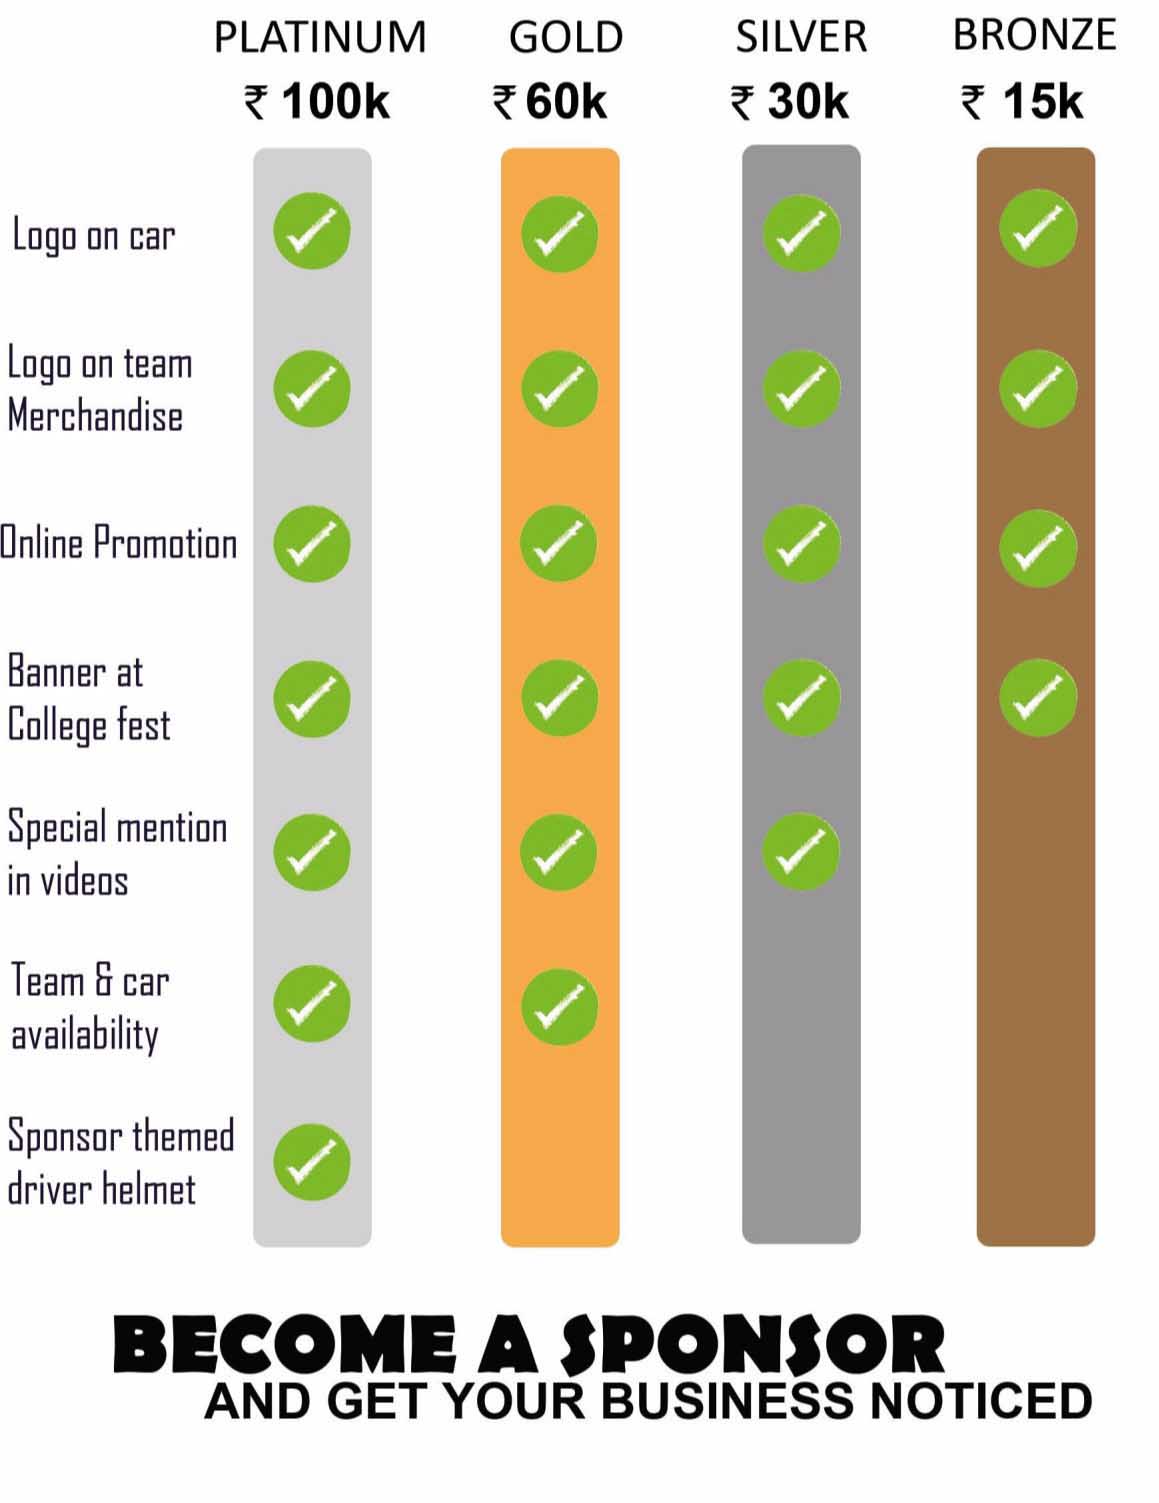 PLATINUM GOLD SILVER BRONZE
₹ 100k ₹ 60k ₹ 30k ₹ 15k
Logo on car
Logo on team
Merchandise
Online Promotion
Banner at
College fest
Special mention
in videos
Team & car
availability
Sponsor themed
driver helmet
BECOME A SPONSOR
AND GET YOUR BUSINESS NOTICED